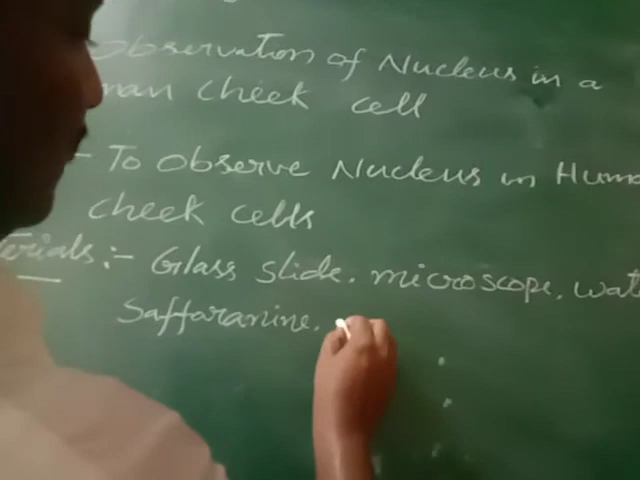 Observation of Nucleus in a
man cheek cell
- To Observe Nucleus in Huma
cheek cells
terials :- Glass slide, microscope, wat
Saffaranine,